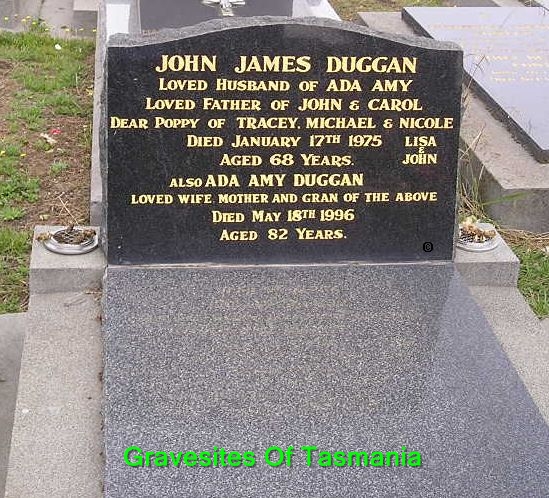 JOHN JAMES DUGGAN
LOVED HUSBAND OF ADA AMY
LOVED FATHER OF JOHN & CAROL
DEAR POPPY OF TRACEY, MICHAEL & NICOLE
DIED JANUARY 17TH 1975 LISA
&
AGED 68 YEARS. JOHN
ALSO ADA AMY DUGGAN
LOVED WIFE MOTHER AND GRAN OF THE ABOVE
DIED MAY 18TH 1996
AGED 82 YEARS.
Gravesites Of Tasmania